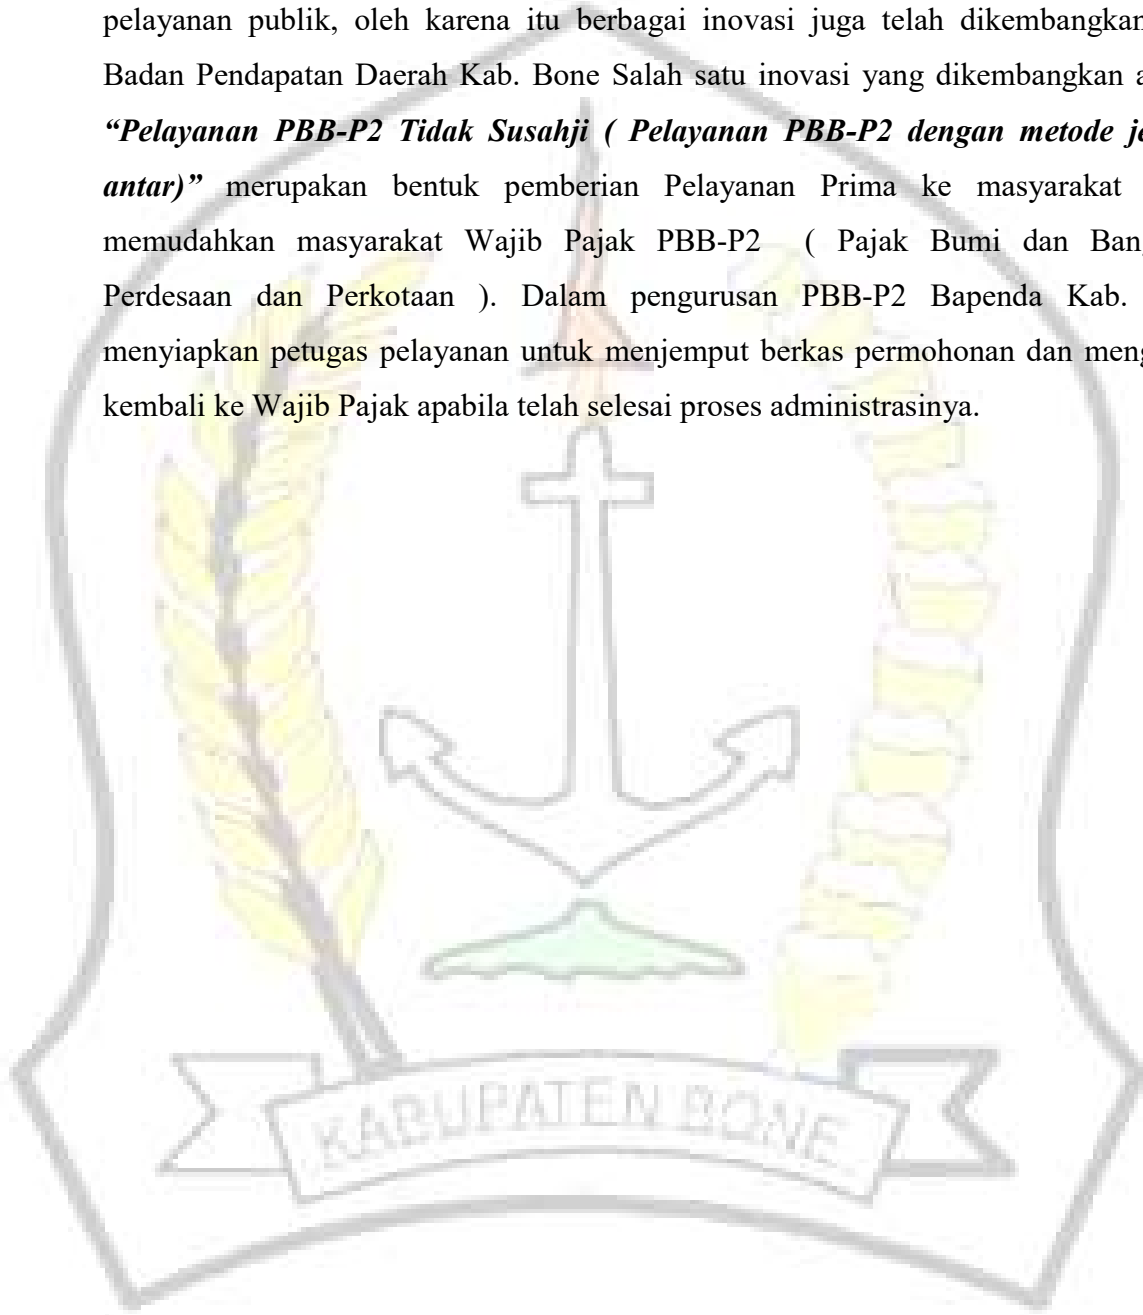 pelayanan publik, oleh karena itu berbagai inovasi juga telah dikembangkan
Badan Pendapatan Daerah Kab. Bone Salah satu inovasi yang dikembangkan
“Pelayanan PBB-P2 Tidak Susahji ( Pelayanan PBB-P2 dengan metode
antar)” merupakan bentuk pemberian Pelayanan Prima ke masyarakat
memudahkan masyarakat Wajib Pajak PBB-P2 ( Pajak Bumi dan
Perdesaan dan Perkotaan ). Dalam pengurusan PBB-P2 Bapenda Kab.
menyiapkan petugas pelayanan untuk menjemput berkas permohonan dan
kembali ke Wajib Pajak apabila telah selesai proses administrasinya.
KABUPATEN BONE